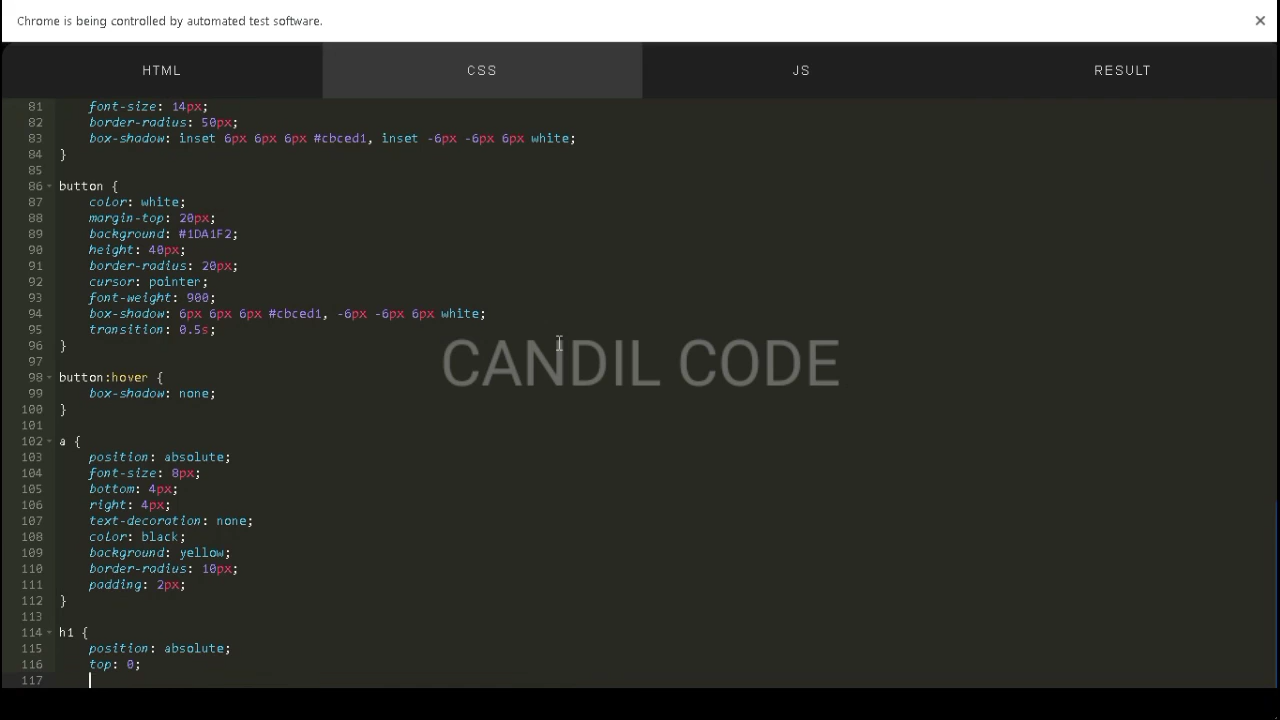 Chrome is being controlled by automated test software.
HTML
CSS
JS
RESULT
81 font-size: 14px;
82 border-radius: 50px;
83 box-shadow: inset 6px 6px 6px #cbced1, inset -6px -6px 6px white;
84 }
85
86 button {
87 color: white;
88 margin-top: 20px;
89 background: #1DA1F2;
90 height: 40px;
91 border-radius: 20px;
92 cursor: pointer;
93 font-weight: 900;
94 box-shadow: 6px 6px 6px #cbced1, -6px -6px 6px white;
95 transition: 0.5s;
96 }
97
98 button:hover {
99 box-shadow: none;
100 }
101
102 a {
103 position: absolute;
104 font-size: 8px;
105 bottom: 4px;
106 right: 4px;
107 text-decoration: none;
108 color: black;
109 background: yellow;
110 border-radius: 10px;
111 padding: 2px;
112 }
113
114 h1 {
115 position: absolute;
116 top: 0;
117
CANDIL CODE